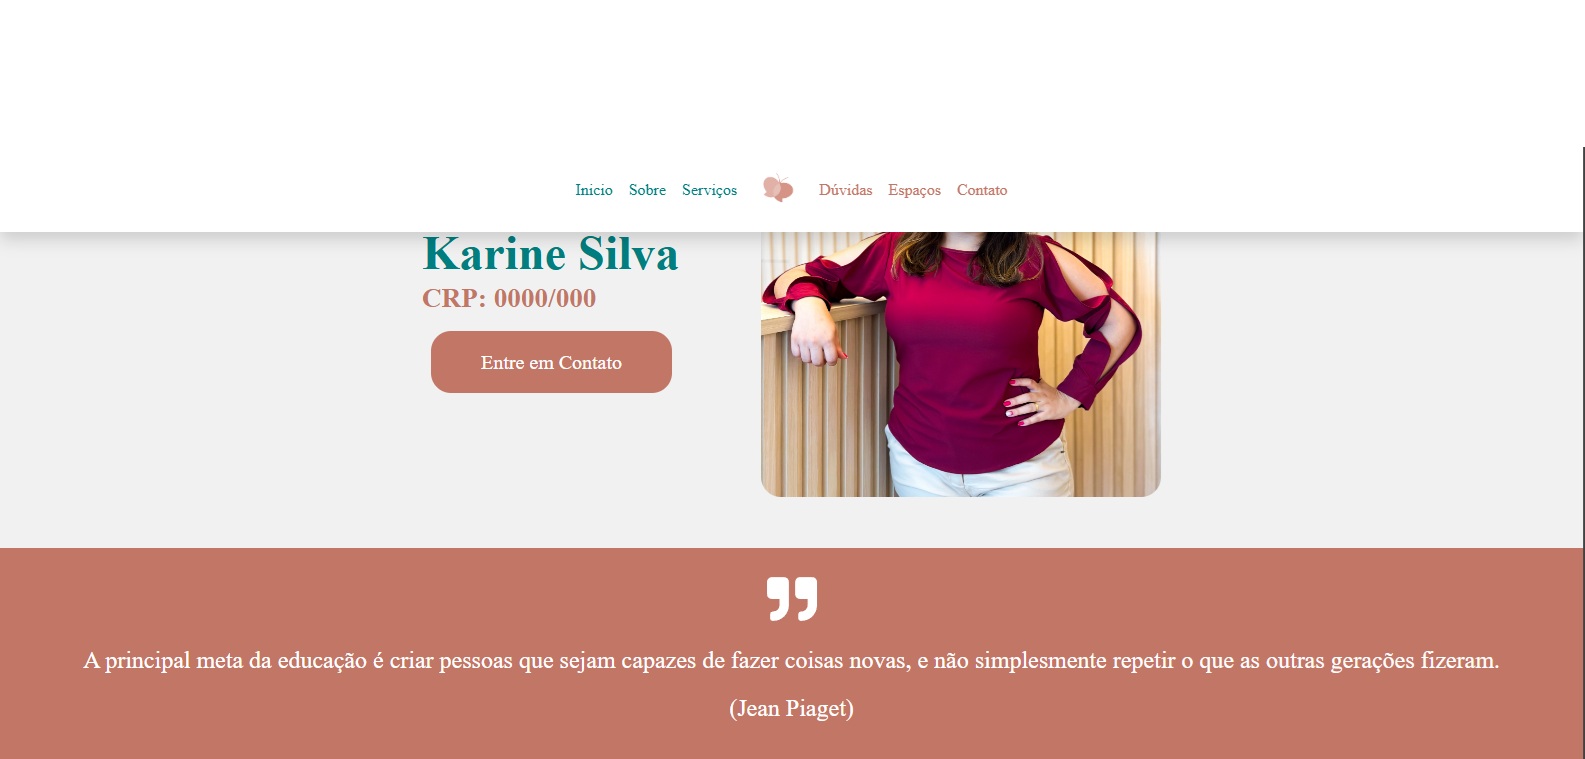 Inicio Sobre Serviços Dúvidas Espaços Contato
Karine Silva
CRP: 0000/000
Entre em Contato
A principal meta da educação é criar pessoas que sejam capazes de fazer coisas novas, e não simplesmente repetir o que as outras gerações fizeram.
(Jean Piaget)